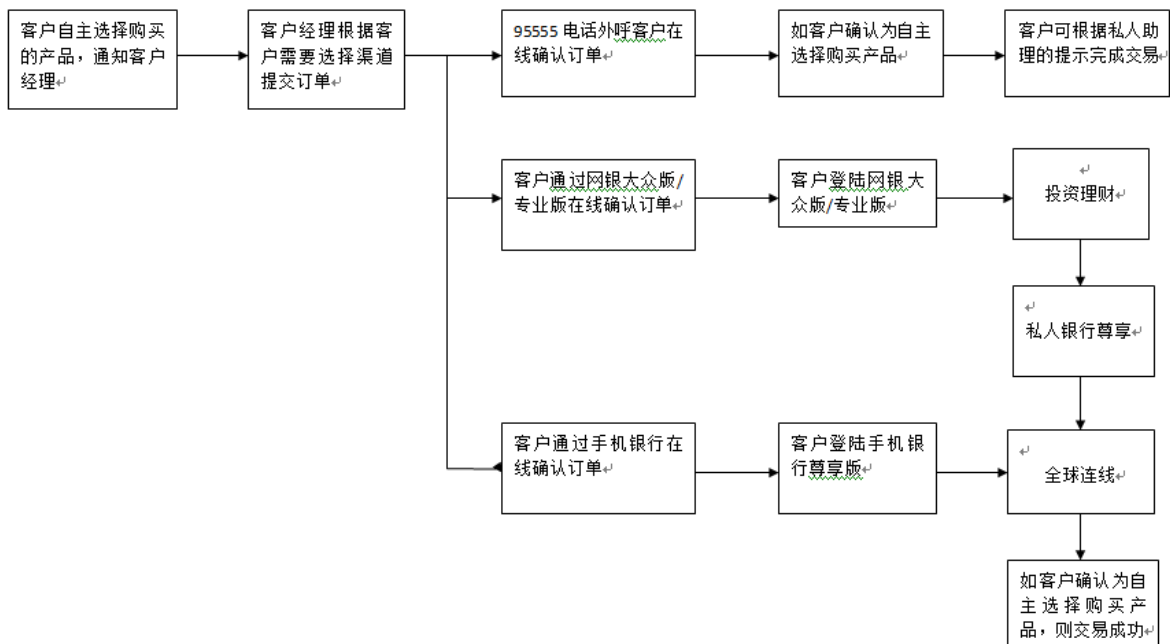 客户自主选择购买
的产品，通知客户
经理
客户经理根据客
户需要选择渠道
提交订单
95555 电话外呼客户在
线确认订单
如客户确认为自主
选择购买产品
客户可根据私人助
理的提示完成交易
客户通过网银大众版/
专业版在线确认订单
客户登陆网银大
众版/专业版
投资理财
私人银行尊享
客户通过手机银行在
线确认订单
客户登陆手机银
行尊享版
全球连线
如客户确认为自
主选择购买产
品，则交易成功